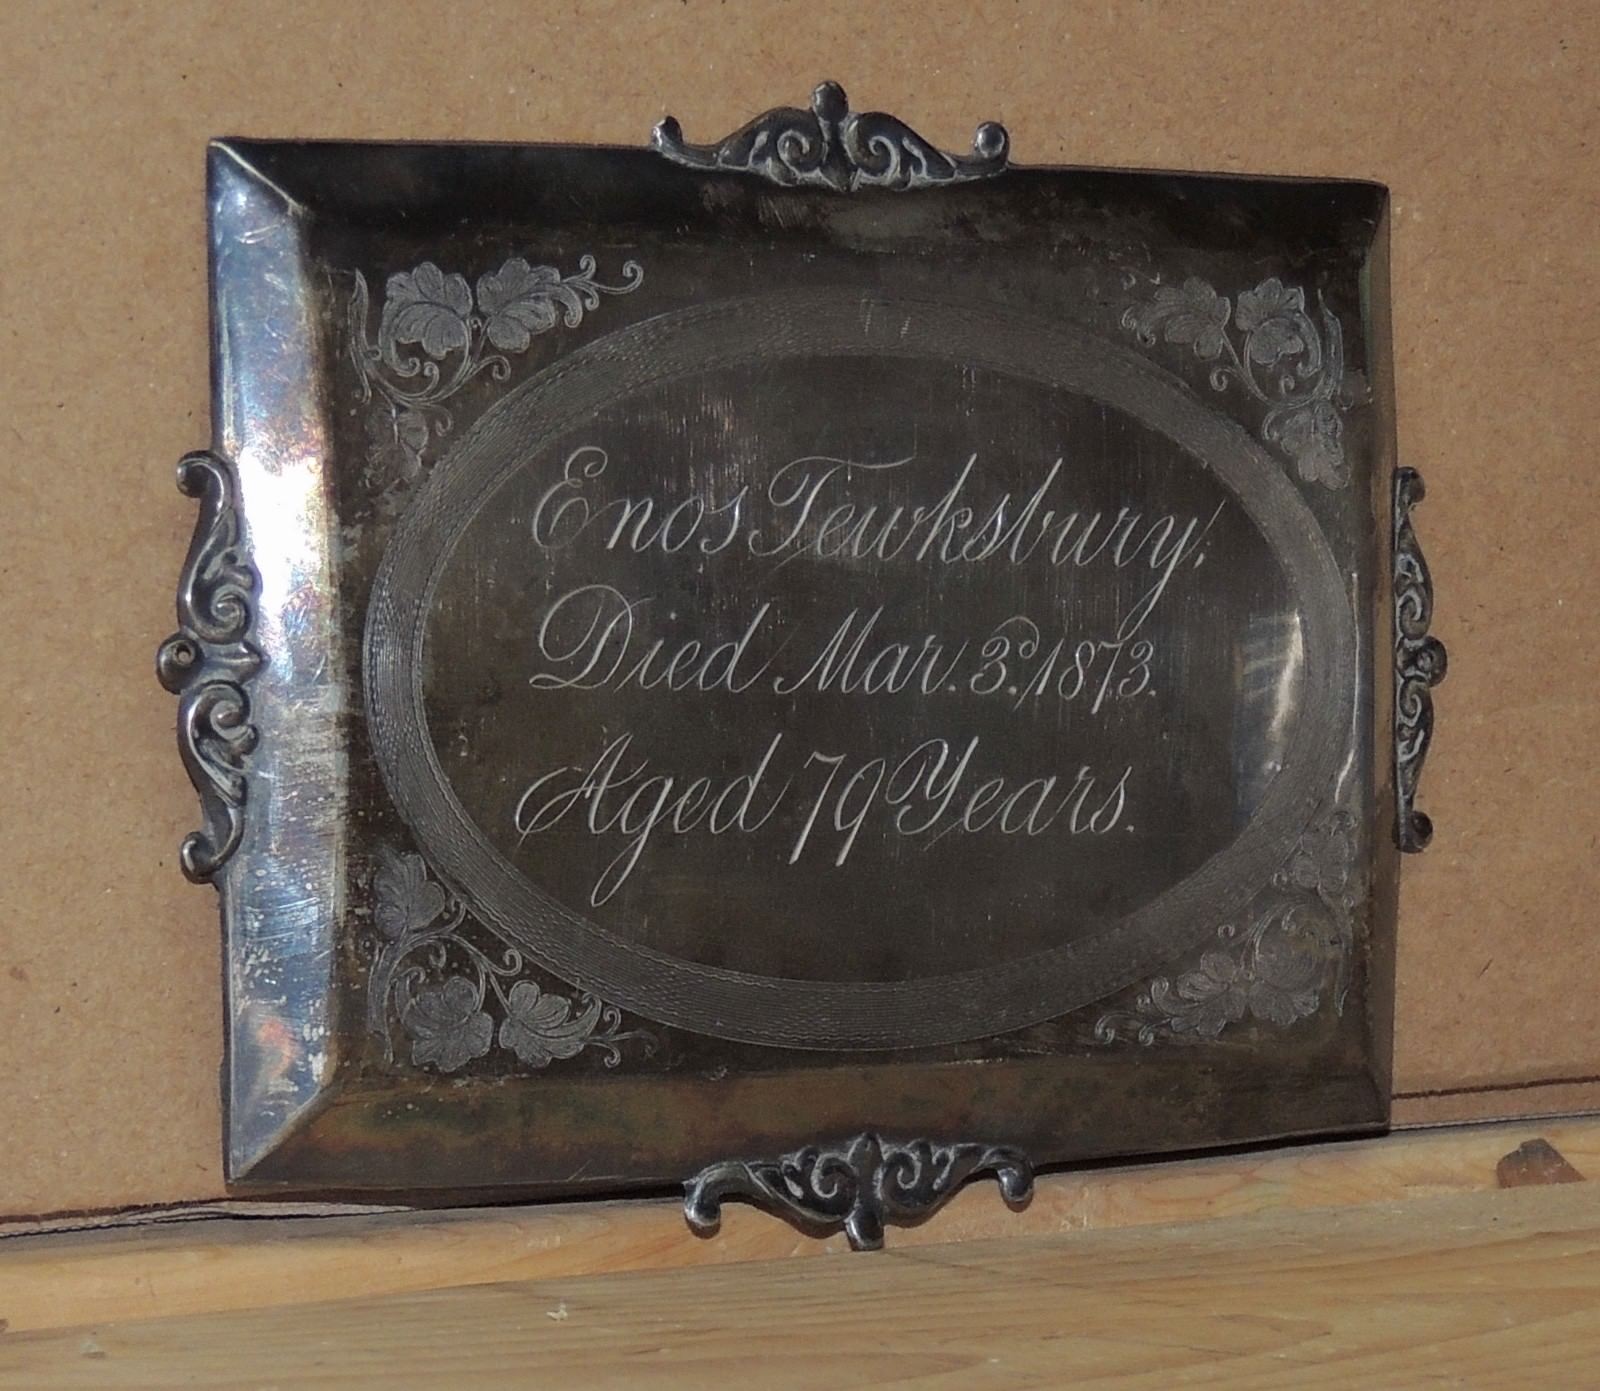 Enos Tewksbury,
Died Mar. 3d. 1873.
Aged 79 Years.